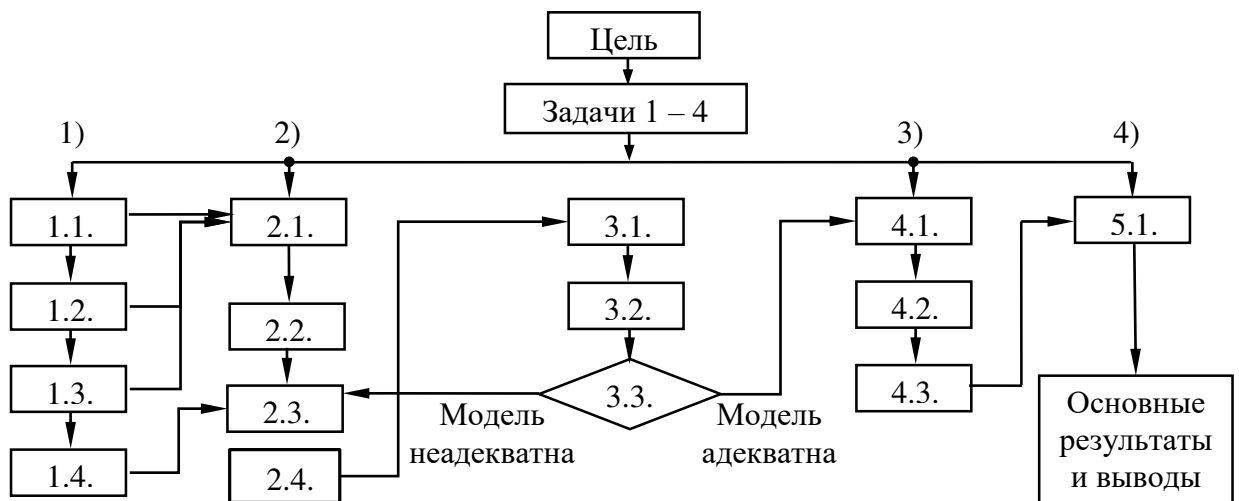 Цель
Задачи 1 – 4
1)
2)
3)
4)
1.1.
2.1.
3.1.
4.1.
5.1.
1.2.
2.2.
3.2.
4.2.
1.3.
2.3.
3.3.
4.3.
Модель
неадекватна
Модель
адекватна
Основные
результаты
и выводы
1.4.
2.4.